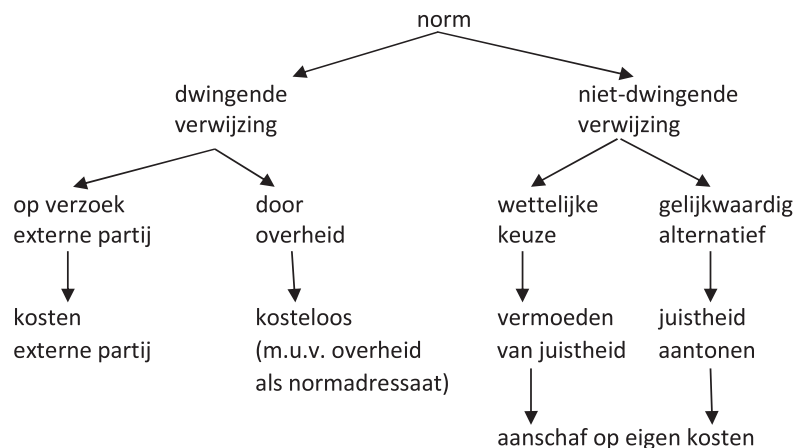 norm
dwingende
verwijzing
niet-dwingende
verwijzing
op verzoek
externe partij
door
overheid
wettelijke
keuze
gelijkwaardig
alternatief
kosten
externe partij
kosteloos
(m.u.v. overheid
als normadressaat)
vermoeden
van juistheid
juistheid
aantonen
aanschaf op eigen kosten